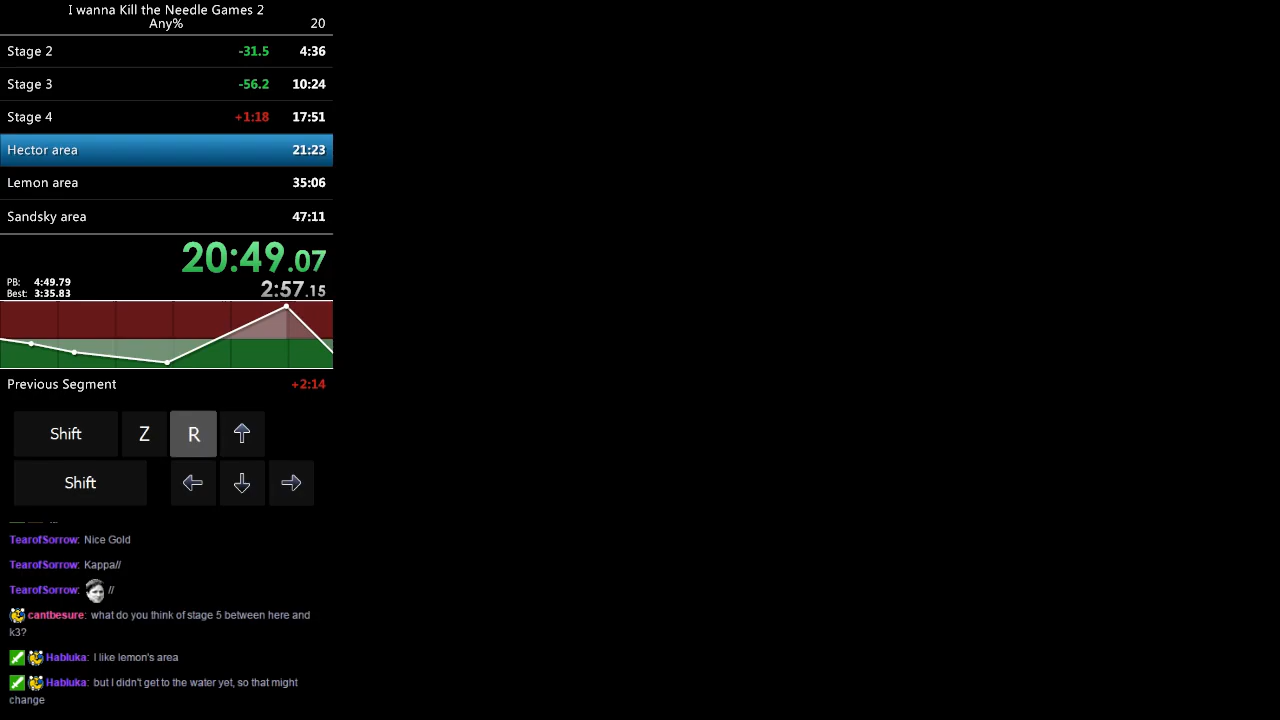 I wanna Kill the Needle Games 2
Any% 20
Stage 2 -31.5 4:36
Stage 3 -56.2 10:24
Stage 4 +1:18 17:51
Hector area 21:23
Lemon area 35:06
Sandsky area 47:11
20:49.07
PB: 4:49.79
Best: 3:35.83
2:57.15
Previous Segment +2:14
Shift Z R
Shift
TearofSorrow: Nice Gold
TearofSorrow: Kappa//
TearofSorrow: //
cantbesure: what do you think of stage 5 between here and
k3?
Habluka: I like lemon's area
Habluka: but I didn't get to the water yet, so that might
change